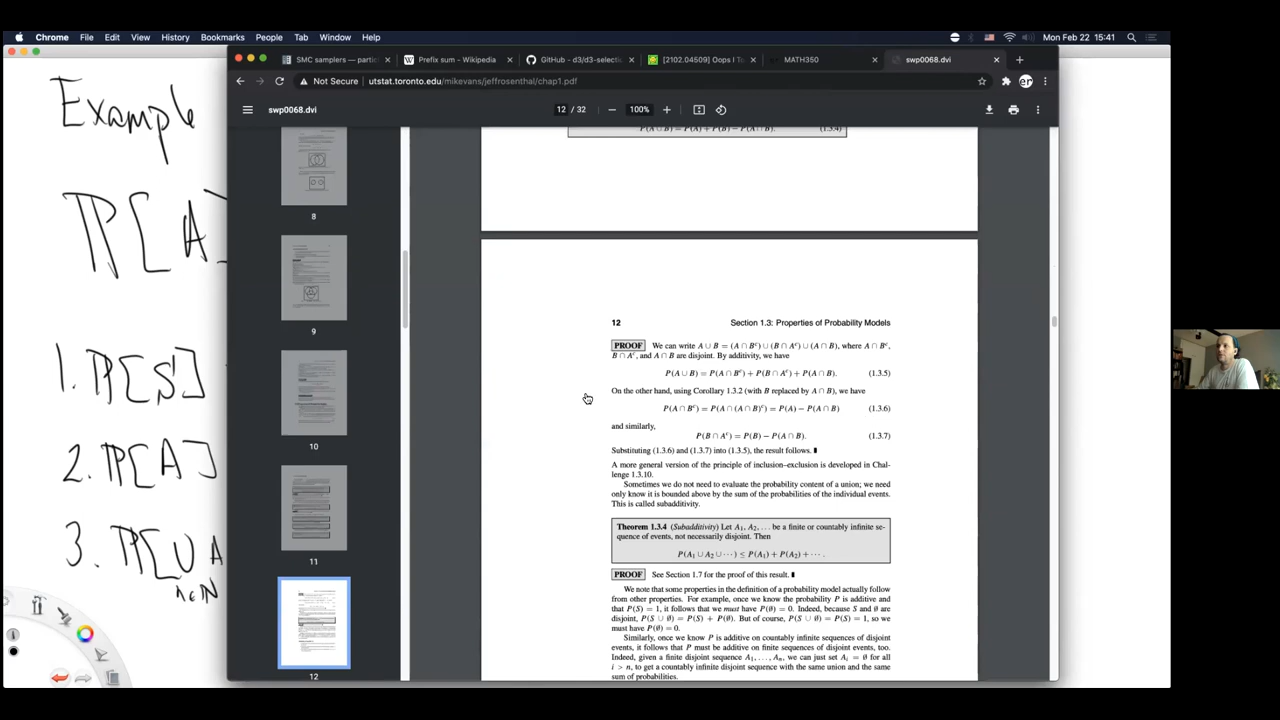 Chrome File Edit View History Bookmarks People Tab Window Help Mon Feb 22 15:41
SMC samplers — parti
Prefix sum - Wikipedia
GitHub - d3/d3-selectio
[2102.04609] Oops I To
MATH350
swp0068.dvi
Not Secure utstat.toronto.edu/mikevans/jeffrosenthal/chap1.pdf
swp0068.dvi 12 / 32 100%
Example
P[A]
1. P[S]
2. P[A]
3. P[∪ A
n∈N
8
9
10
11
12
P(A ∪ B) = P(A) + P(B) − P(A ∩ B). (1.3.4)
12 Section 1.3: Properties of Probability Models
PROOF We can write A ∪ B = (A ∩ Bᶜ) ∪ (B ∩ Aᶜ) ∪ (A ∩ B), where A ∩ Bᶜ,
B ∩ Aᶜ, and A ∩ B are disjoint. By additivity, we have
P(A ∪ B) = P(A ∩ Bᶜ) + P(B ∩ Aᶜ) + P(A ∩ B). (1.3.5)
On the other hand, using Corollary 1.3.2 (with B replaced by A ∩ B), we have
P(A ∩ Bᶜ) = P(A ∩ (A ∩ B)ᶜ) = P(A) − P(A ∩ B) (1.3.6)
and similarly,
P(B ∩ Aᶜ) = P(B) − P(A ∩ B). (1.3.7)
Substituting (1.3.6) and (1.3.7) into (1.3.5), the result follows. ∎
A more general version of the principle of inclusion–exclusion is developed in Chal-
lenge 1.3.10.
Sometimes we do not need to evaluate the probability content of a union; we need
only know it is bounded above by the sum of the probabilities of the individual events.
This is called subadditivity.
Theorem 1.3.4 (Subadditivity) Let A₁, A₂, . . . be a finite or countably infinite se-
quence of events, not necessarily disjoint. Then
P(A₁ ∪ A₂ ∪ ···) ≤ P(A₁) + P(A₂) + ··· .
PROOF See Section 1.7 for the proof of this result. ∎
We note that some properties in the definition of a probability model actually follow
from other properties. For example, once we know the probability P is additive and
that P(S) = 1, it follows that we must have P(∅) = 0. Indeed, because S and ∅ are
disjoint, P(S ∪ ∅) = P(S) + P(∅). But of course, P(S ∪ ∅) = P(S) = 1, so we
must have P(∅) = 0.
Similarly, once we know P is additive on countably infinite sequences of disjoint
events, it follows that P must be additive on finite sequences of disjoint events, too.
Indeed, given a finite disjoint sequence A₁, . . . , Aₙ, we can just set Aᵢ = ∅ for all
i > n, to get a countably infinite disjoint sequence with the same union and the same
sum of probabilities.